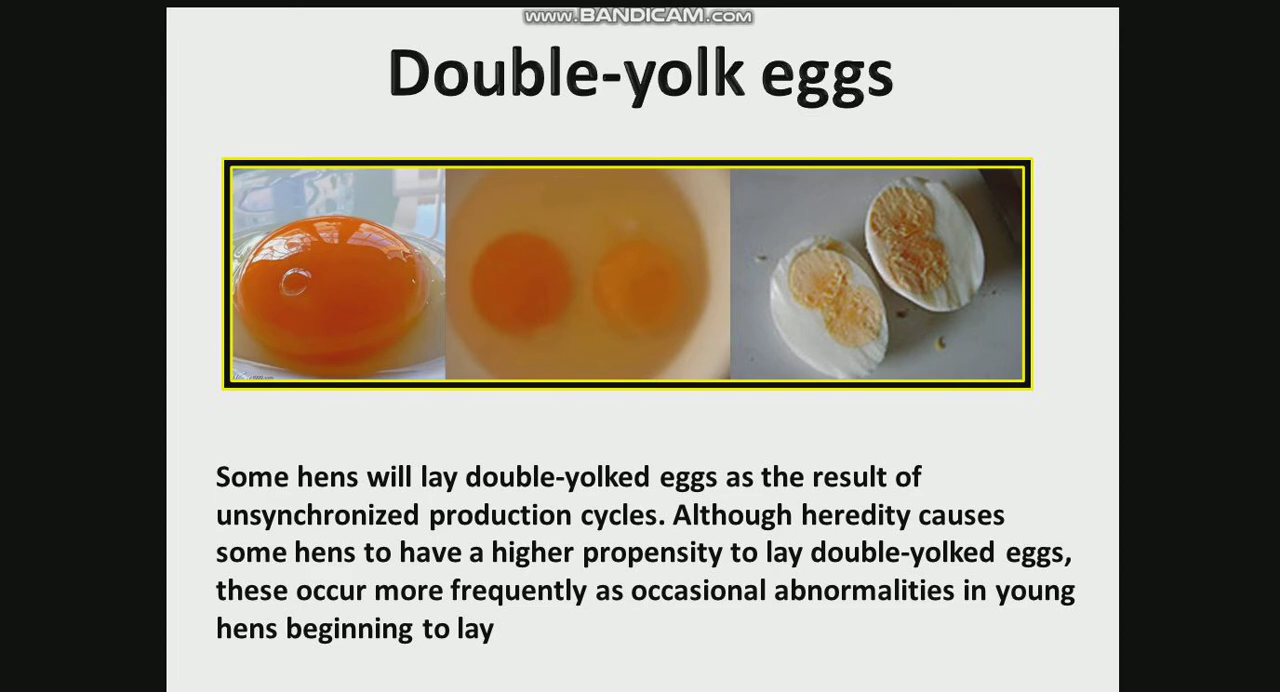 www.BANDICAM.com
Double-yolk eggs
Some hens will lay double-yolked eggs as the result of
unsynchronized production cycles. Although heredity causes
some hens to have a higher propensity to lay double-yolked eggs,
these occur more frequently as occasional abnormalities in young
hens beginning to lay